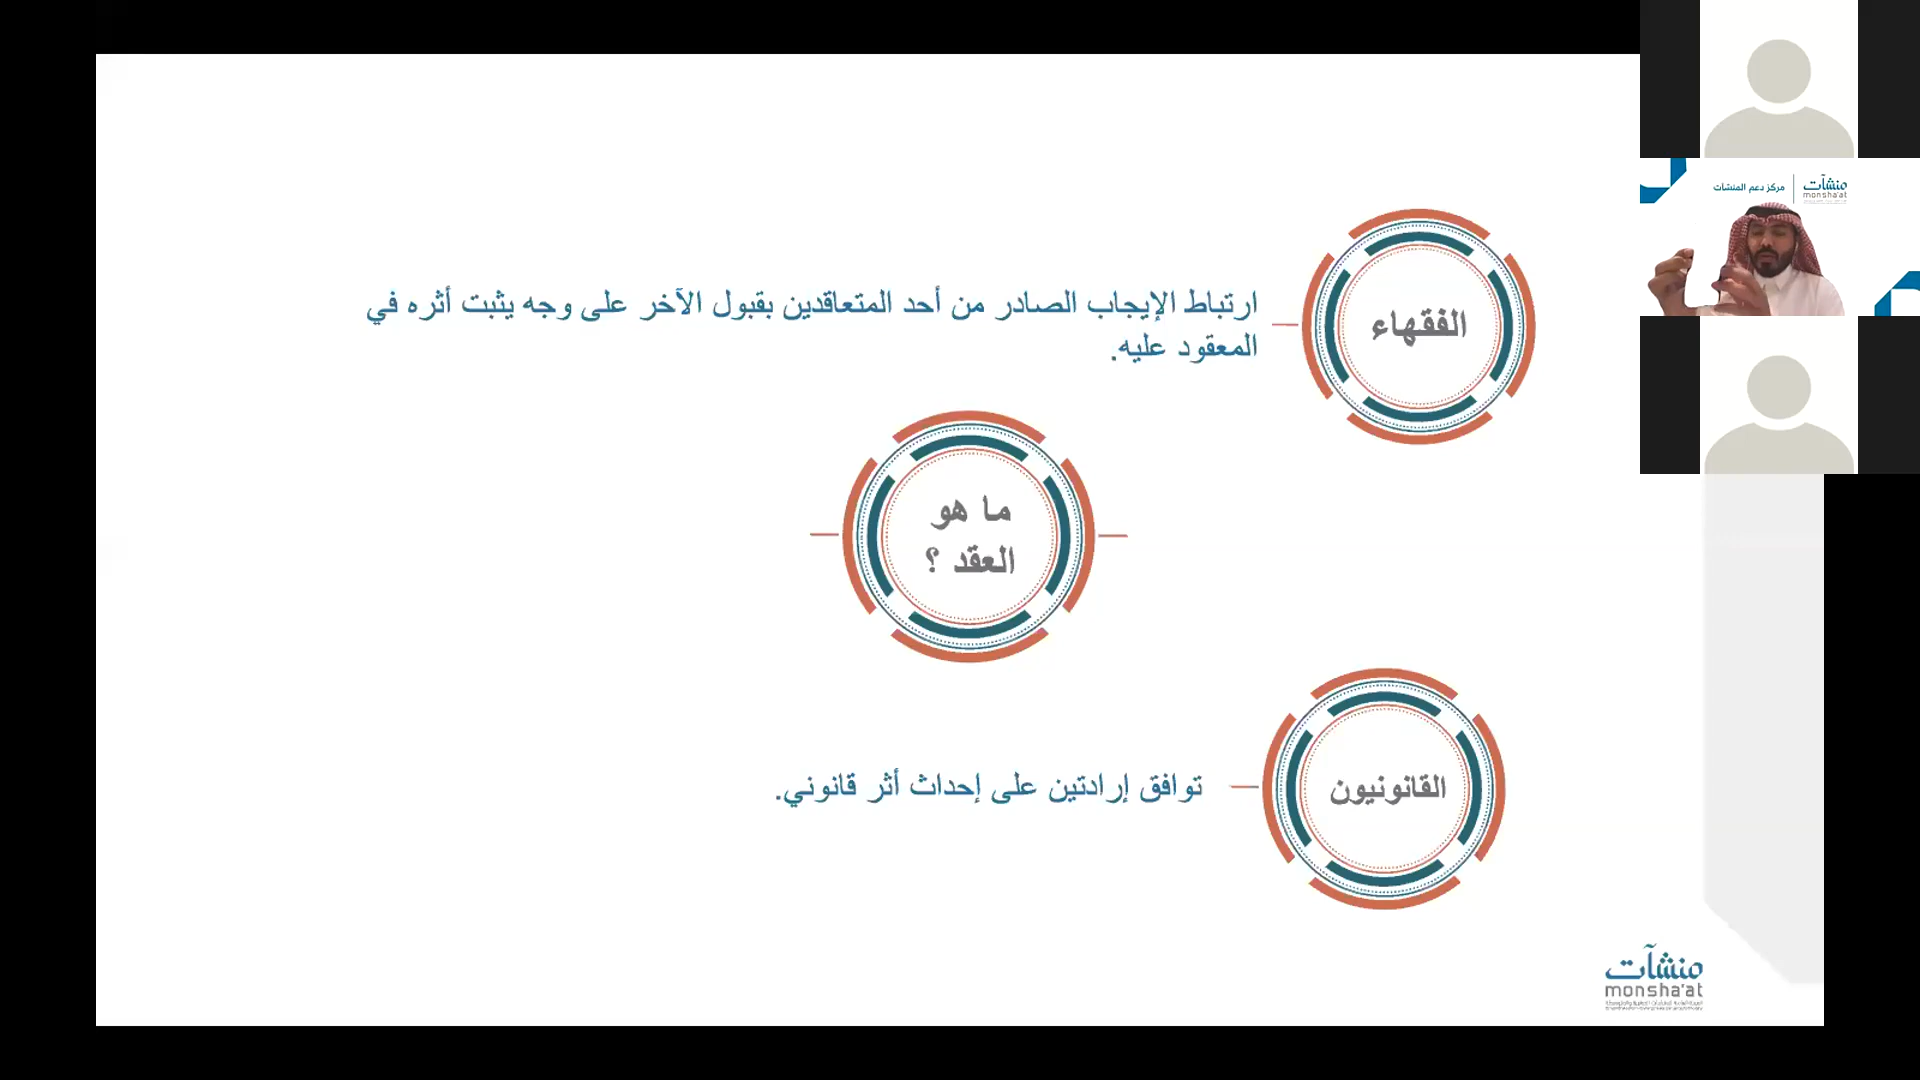 منشآت
monsha'at
مركز دعم المنشآت
الفقهاء
ارتباط الإيجاب الصادر من أحد المتعاقدين بقبول الآخر على وجه يثبت أثره في
المعقود عليه.
ما هو
العقد ؟
القانونيون
توافق إرادتين على إحداث أثر قانوني.
منشآت
monsha'at